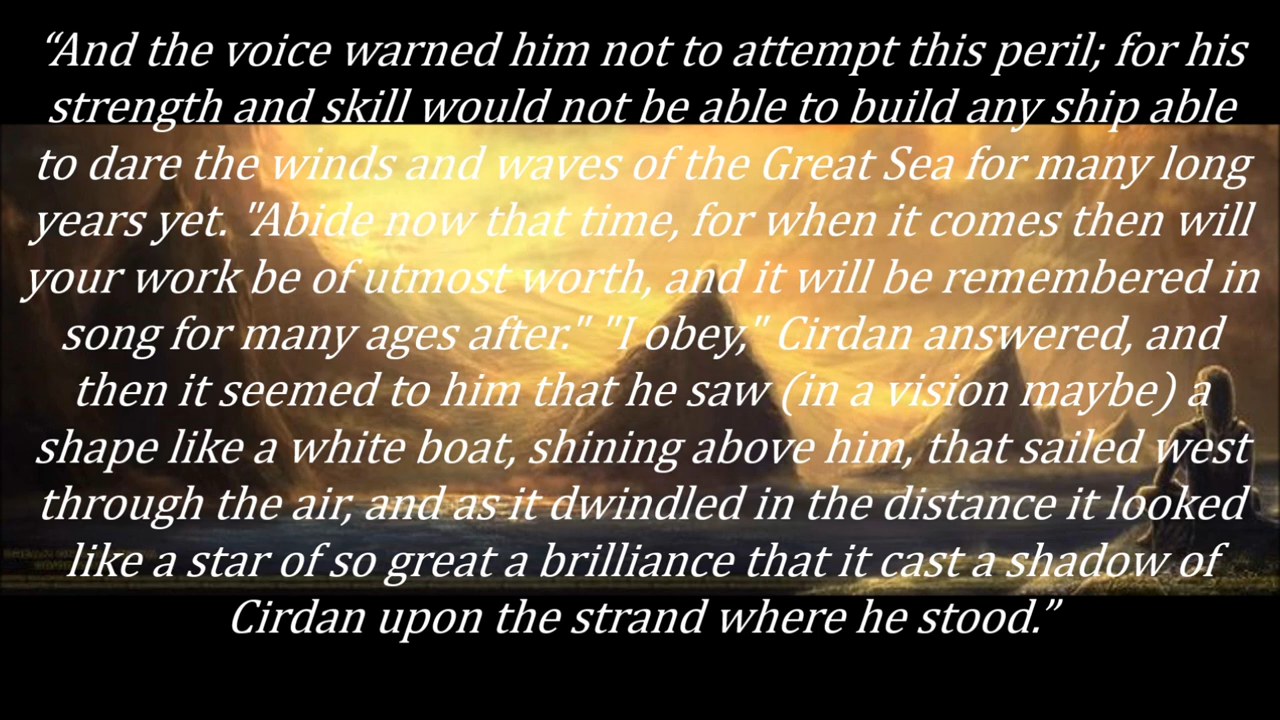 “And the voice warned him not to attempt this peril; for his
strength and skill would not be able to build any ship able
to dare the winds and waves of the Great Sea for many long
years yet. "Abide now that time, for when it comes then will
your work be of utmost worth, and it will be remembered in
song for many ages after." "I obey," Cirdan answered, and
then it seemed to him that he saw (in a vision maybe) a
shape like a white boat, shining above him, that sailed west
through the air, and as it dwindled in the distance it looked
like a star of so great a brilliance that it cast a shadow of
Cirdan upon the strand where he stood.”